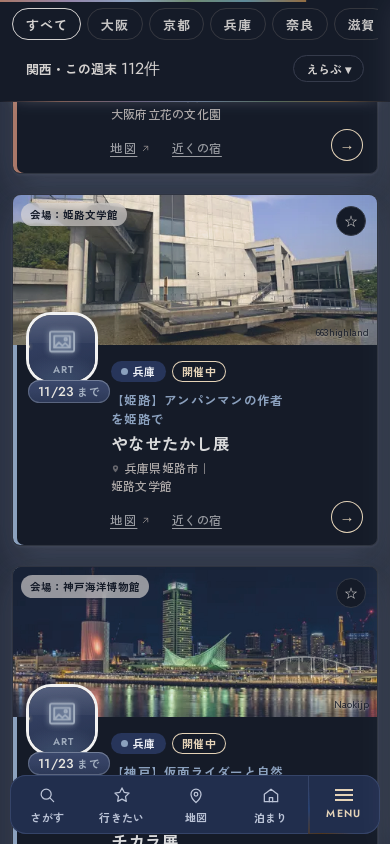 すべて
大阪
京都
兵庫
奈良
滋賀
関西・この週末 112件
えらぶ ▾
大阪府立花の文化園
地図 ↗
近くの宿
→
会場：姫路文学館
☆
663highland
ART
11/23 まで
兵庫
開催中
【姫路】アンパンマンの作者
を姫路で
やなせたかし展
兵庫県姫路市｜
姫路文学館
地図 ↗
近くの宿
→
会場：神戸海洋博物館
☆
Naokijp
ART
11/23 まで
兵庫
開催中
【神戸】仮面ライダーと自然
チカラ展
さがす
行きたい
地図
泊まり
MENU